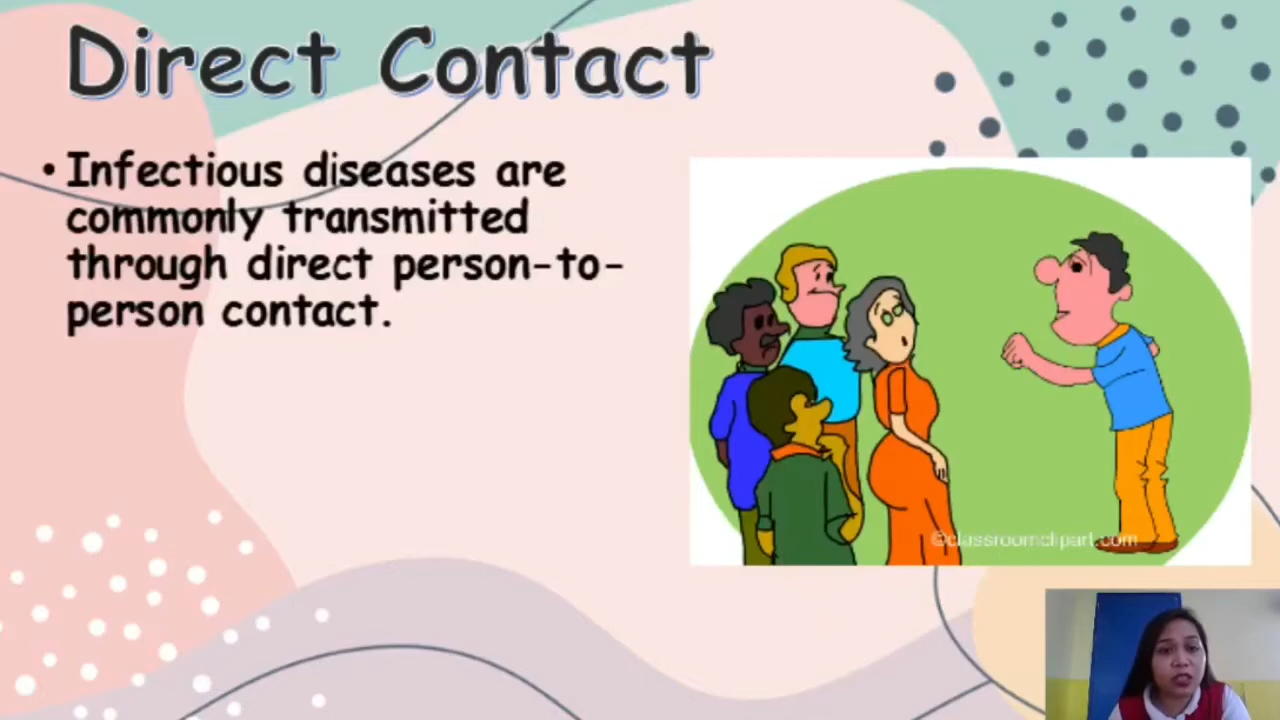 Direct Contact
• Infectious diseases are
commonly transmitted
through direct person-to-
person contact.
©classroomclipart.com